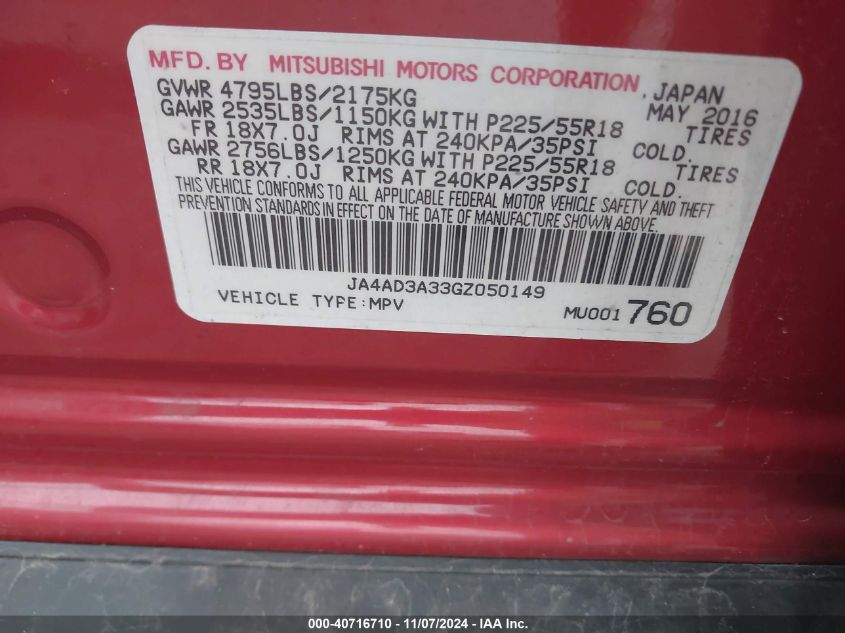 MFD. BY MITSUBISHI MOTORS CORPORATION, JAPAN
GVWR 4795LBS/2175KG MAY 2016
GAWR 2535LBS/1150KG WITH P225/55R18 TIRES
FR 18X7.0J RIMS AT 240KPA/35PSI COLD.
GAWR 2756LBS/1250KG WITH P225/55R18 TIRES
RR 18X7.0J RIMS AT 240KPA/35PSI COLD.
THIS VEHICLE CONFORMS TO ALL APPLICABLE FEDERAL MOTOR VEHICLE SAFETY AND THEFT
PREVENTION STANDARDS IN EFFECT ON THE DATE OF MANUFACTURE SHOWN ABOVE.
JA4AD3A33GZ050149
VEHICLE TYPE:MPV MU001 760
000-40716710 - 11/07/2024 - IAA Inc.